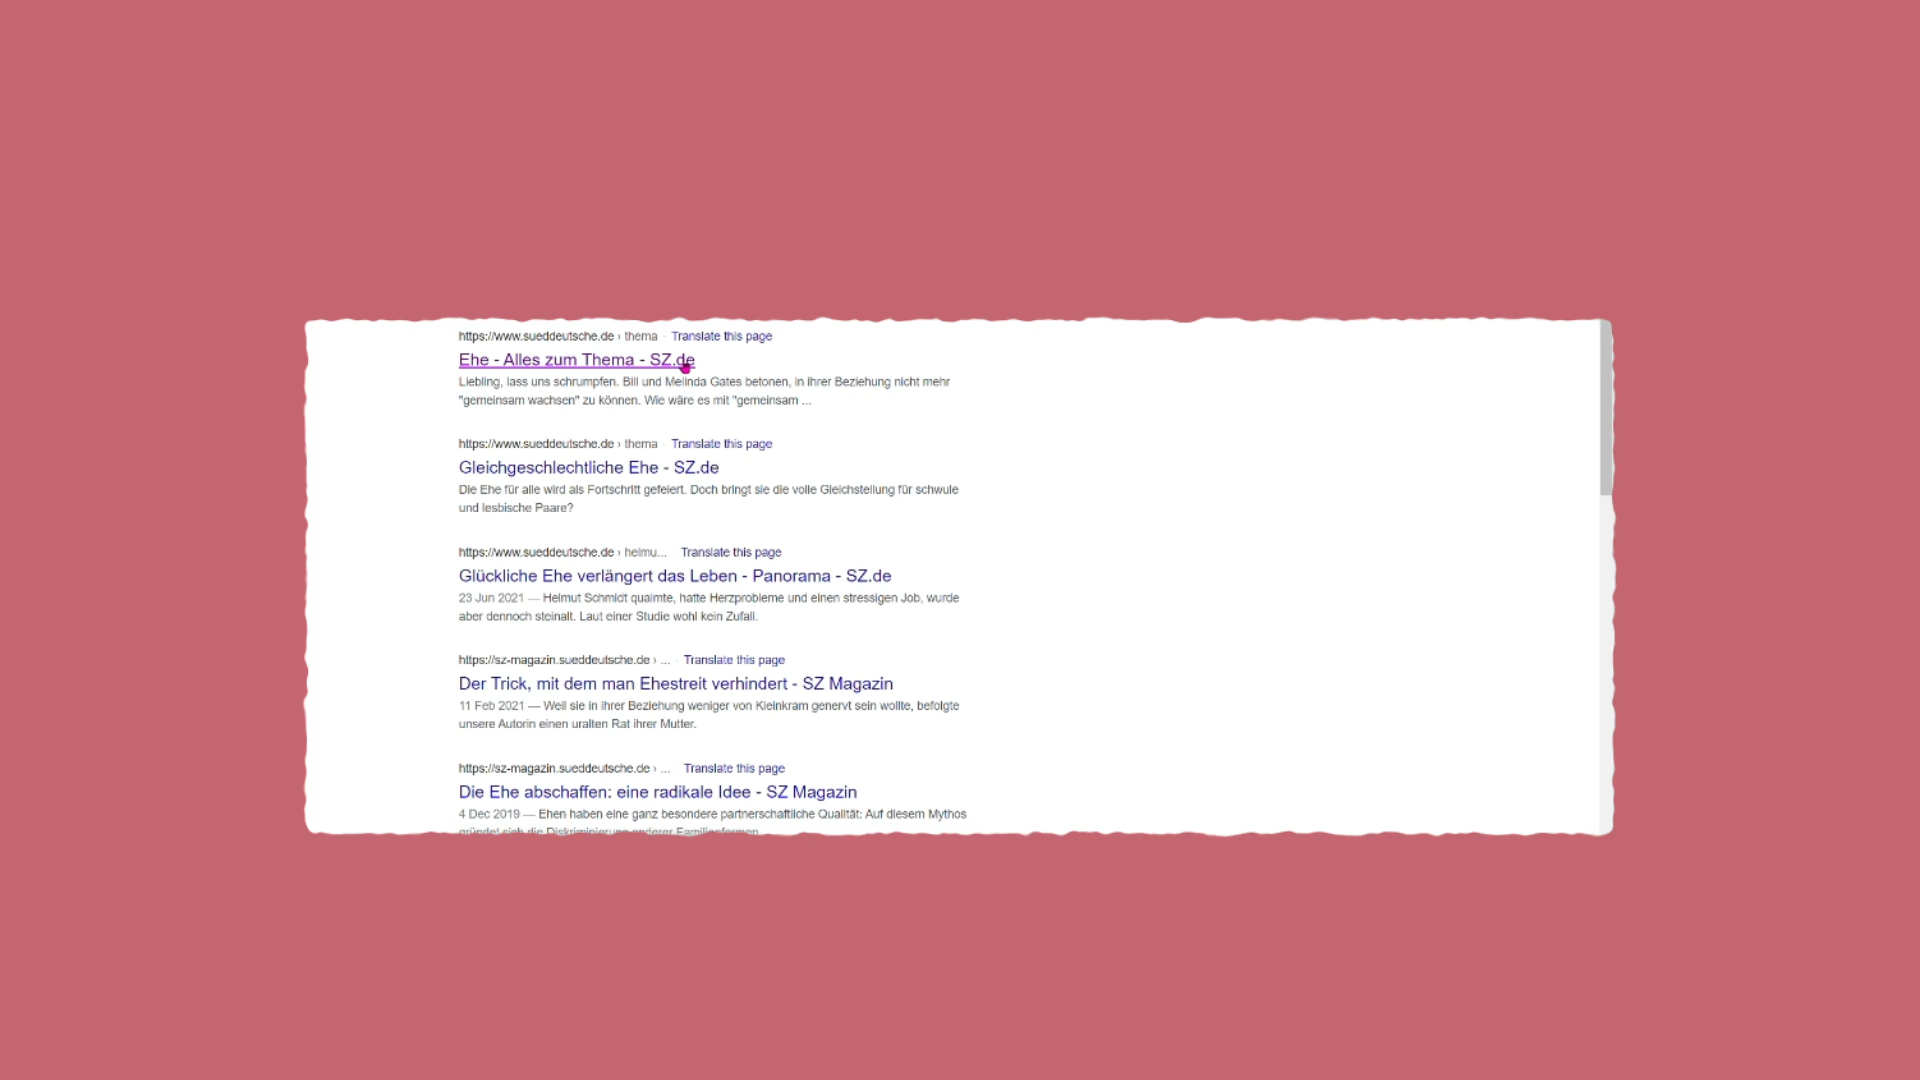 https://www.sueddeutsche.de › thema · Translate this page
Ehe - Alles zum Thema - SZ.de
Liebling, lass uns schrumpfen. Bill und Melinda Gates betonen, in ihrer Beziehung nicht mehr
"gemeinsam wachsen" zu können. Wie wäre es mit "gemeinsam ...
https://www.sueddeutsche.de › thema · Translate this page
Gleichgeschlechtliche Ehe - SZ.de
Die Ehe für alle wird als Fortschritt gefeiert. Doch bringt sie die volle Gleichstellung für schwule
und lesbische Paare?
https://www.sueddeutsche.de › helmu... Translate this page
Glückliche Ehe verlängert das Leben - Panorama - SZ.de
23 Jun 2021 — Helmut Schmidt qualmte, hatte Herzprobleme und einen stressigen Job, wurde
aber dennoch steinalt. Laut einer Studie wohl kein Zufall.
https://sz-magazin.sueddeutsche.de › ... · Translate this page
Der Trick, mit dem man Ehestreit verhindert - SZ Magazin
11 Feb 2021 — Weil sie in ihrer Beziehung weniger von Kleinkram genervt sein wollte, befolgte
unsere Autorin einen uralten Rat ihrer Mutter.
https://sz-magazin.sueddeutsche.de › ... Translate this page
Die Ehe abschaffen: eine radikale Idee - SZ Magazin
4 Dec 2019 — Ehen haben eine ganz besondere partnerschaftliche Qualität: Auf diesem Mythos
gründet sich die Diskriminierung anderer Familienformen.